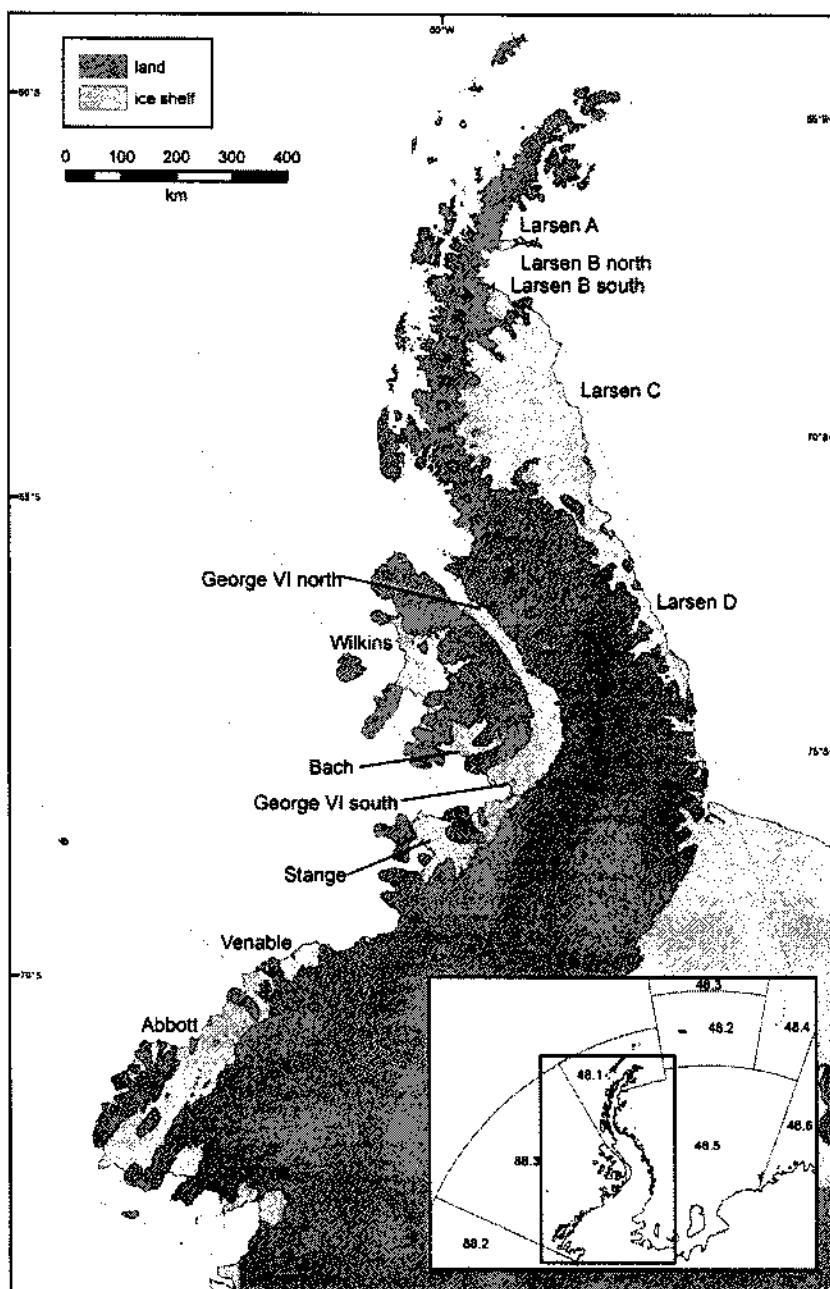 land
ice shelf
0 100 200 300 400
km
Larsen A
Larsen B north
Larsen B south
Larsen C
George VI north
Larsen D
Wilkins
Bach
George VI south
Stange
Venable
Abbott
48.3
48.2
48.4
48.1
48.6
48.5
88.3
88.2